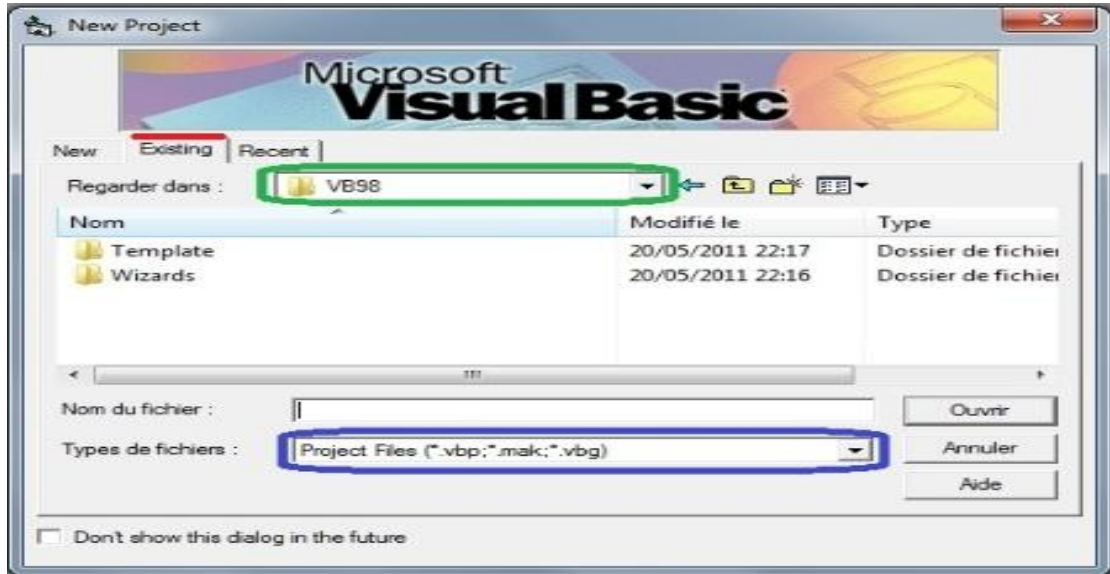 New Project
Microsoft
Visual Basic
New Existing Recent
Regarder dans : VB98
Nom Modifié le Type
Template 20/05/2011 22:17 Dossier de fichier
Wizards 20/05/2011 22:16 Dossier de fichier
Nom du fichier : Ouvrir
Types de fichiers : Project Files (*.vbp;*.mak;*.vbg) Annuler
Aide
Don't show this dialog in the future